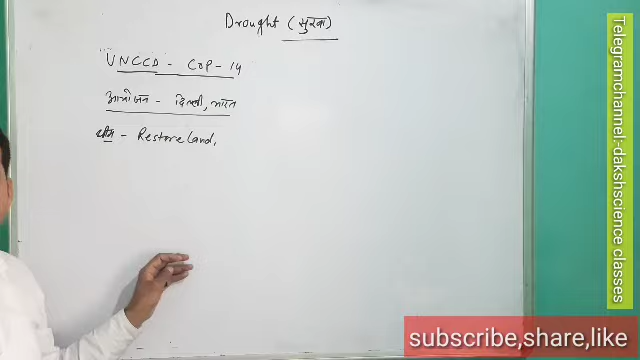 Drought (सुखा)
UNCCD - COP - 14
आयोजन - दिल्ली, भारत
थीम - Restore land,
Telegramchannel:-dakshscience classes
subscribe,share,like